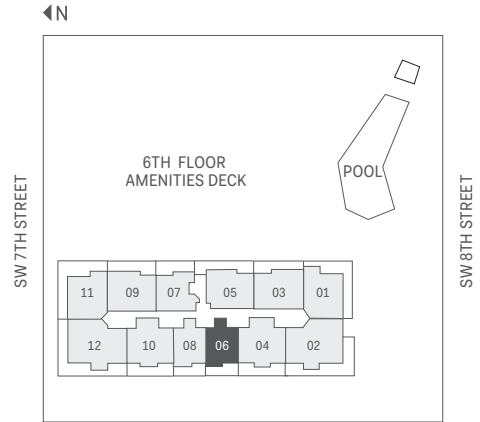 N
6TH FLOOR
AMENITIES DECK
POOL
SW 7TH STREET
SW 8TH STREET
11 09 07 05 03 01
12 10 08 06 04 02